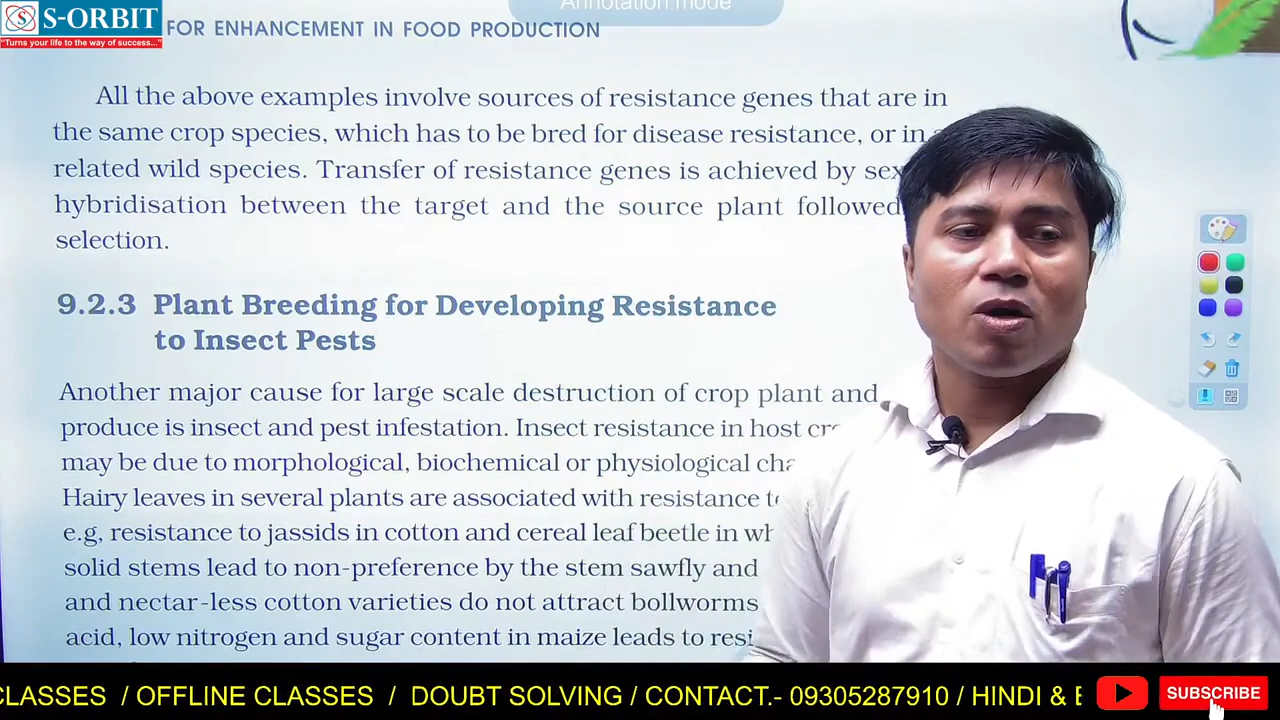 S-ORBIT
"Turns your life to the way of success..."
Annotation mode
FOR ENHANCEMENT IN FOOD PRODUCTION
All the above examples involve sources of resistance genes that are in
the same crop species, which has to be bred for disease resistance, or in
related wild species. Transfer of resistance genes is achieved by
hybridisation between the target and the source plant followed
selection.
9.2.3 Plant Breeding for Developing Resistance
to Insect Pests
Another major cause for large scale destruction of crop plant and
produce is insect and pest infestation. Insect resistance in host
may be due to morphological, biochemical or physiological
Hairy leaves in several plants are associated with resistance
e.g, resistance to jassids in cotton and cereal leaf beetle in
solid stems lead to non-preference by the stem sawfly and
and nectar-less cotton varieties do not attract bollworms
acid, low nitrogen and sugar content in maize leads to
CLASSES / OFFLINE CLASSES / DOUBT SOLVING / CONTACT.- 09305287910 / HINDI &
SUBSCRIBE